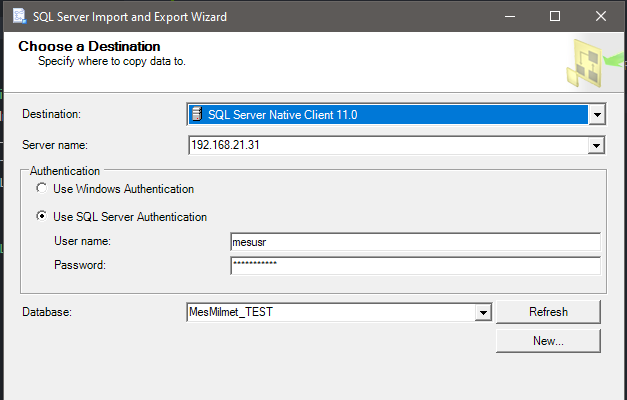 SQL Server Import and Export Wizard
Choose a Destination
Specify where to copy data to.
Destination:
SQL Server Native Client 11.0
Server name:
192.168.21.31
Authentication
Use Windows Authentication
Use SQL Server Authentication
User name:
mesusr
Password:
***********
Database:
MesMilmet_TEST
Refresh
New...